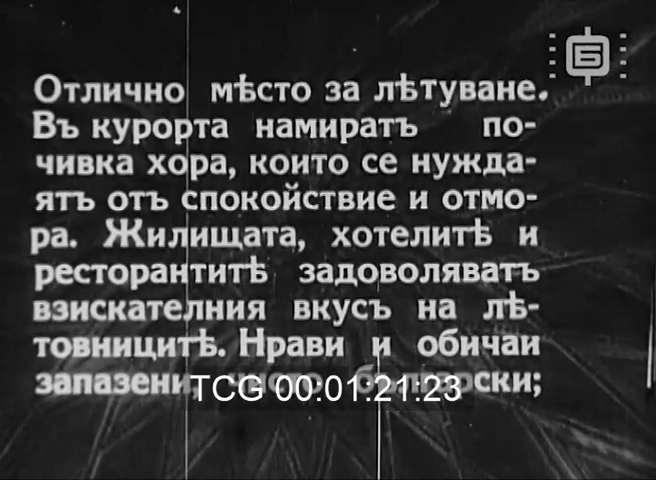 Отлично мѣсто за лѣтуване.
Въ курорта намиратъ по-
чивка хора, които се нужда-
ятъ отъ спокойствие и отмо-
ра. Жилищата, хотелитѣ и
ресторантитѣ задоволяватъ
взискателния вкусъ на лѣ-
товницитѣ. Нрави и обичаи
запазени,
TCG 00:01:21:23
Б